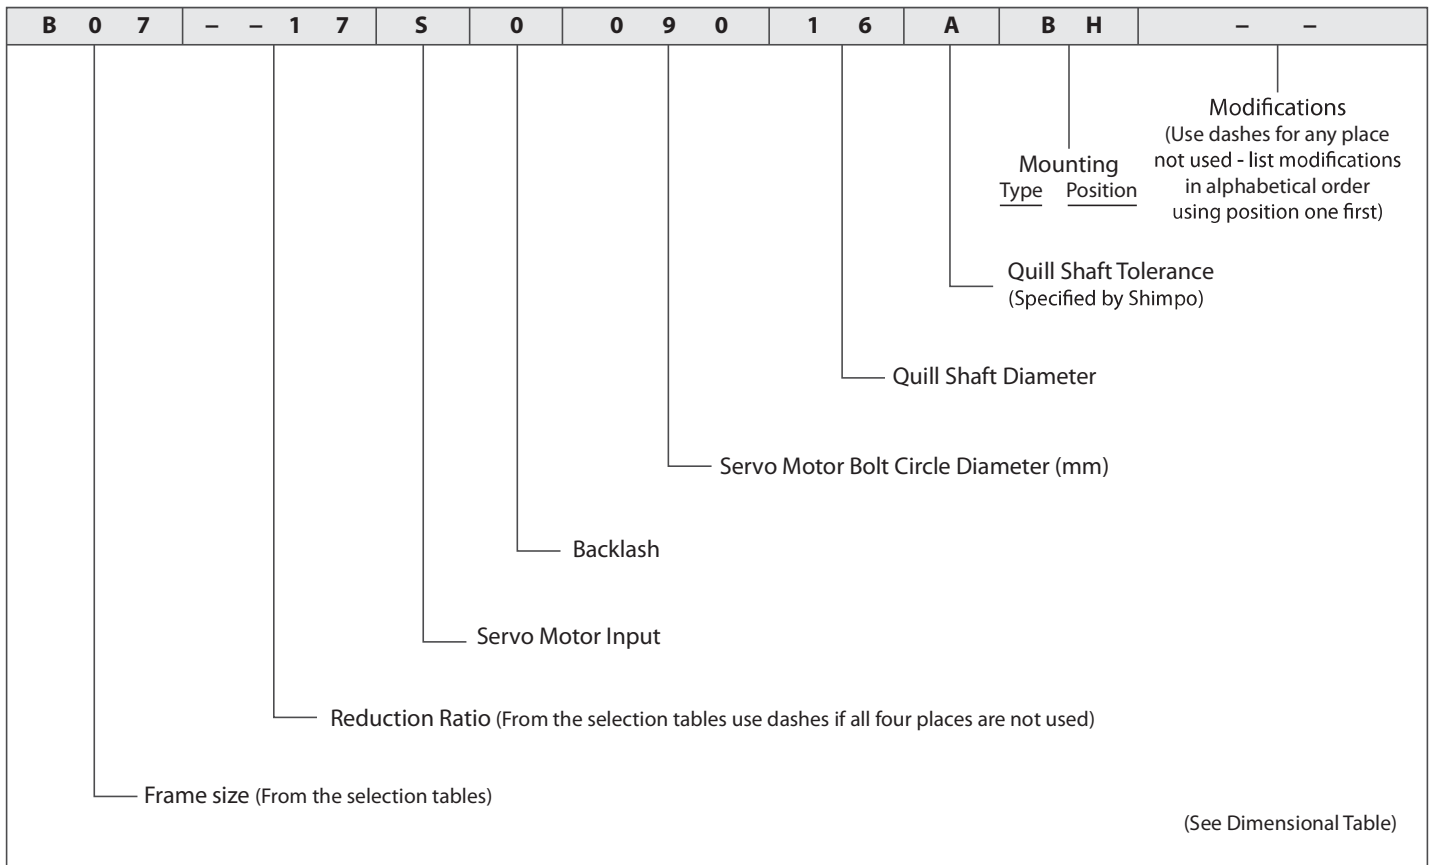 B 0 7 – – 1 7 S 0 0 9 0 1 6 A B H – –
Modifications
(Use dashes for any place
not used - list modifications
in alphabetical order
using position one first)
Mounting
Type Position
Quill Shaft Tolerance
(Specified by Shimpo)
Quill Shaft Diameter
Servo Motor Bolt Circle Diameter (mm)
Backlash
Servo Motor Input
Reduction Ratio (From the selection tables use dashes if all four places are not used)
Frame size (From the selection tables)
(See Dimensional Table)